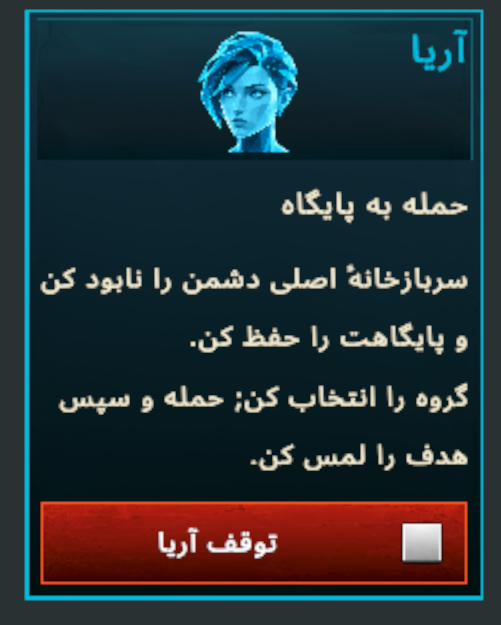 آریا
حمله به پایگاه
سربازخانهٔ اصلی دشمن را نابود کن
و پایگاهت را حفظ کن.
گروه را انتخاب کن; حمله و سپس
هدف را لمس کن.
توقف آریا